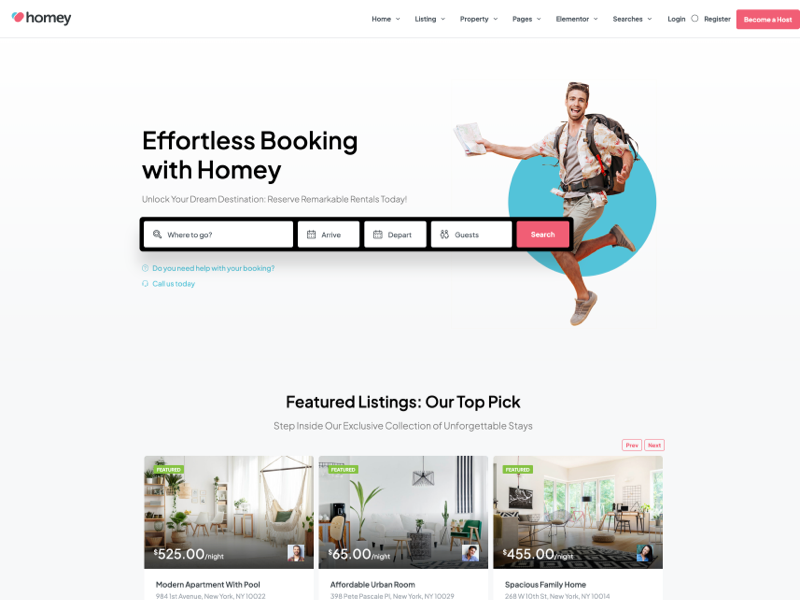 homey
Home Listing Property Pages Elementor Searches Login Register Become a Host
Effortless Booking
with Homey
Unlock Your Dream Destination: Reserve Remarkable Rentals Today!
Where to go? Arrive Depart Guests Search
Do you need help with your booking?
Call us today
Featured Listings: Our Top Pick
Step Inside Our Exclusive Collection of Unforgettable Stays
Prev Next
FEATURED FEATURED FEATURED
$525.00/night $65.00/night $455.00/night
Modern Apartment With Pool Affordable Urban Room Spacious Family Home
984 1st Avenue, New York, NY 10022 398 Pete Pascale Pl, New York, NY 10029 268 W 10th St, New York, NY 10014